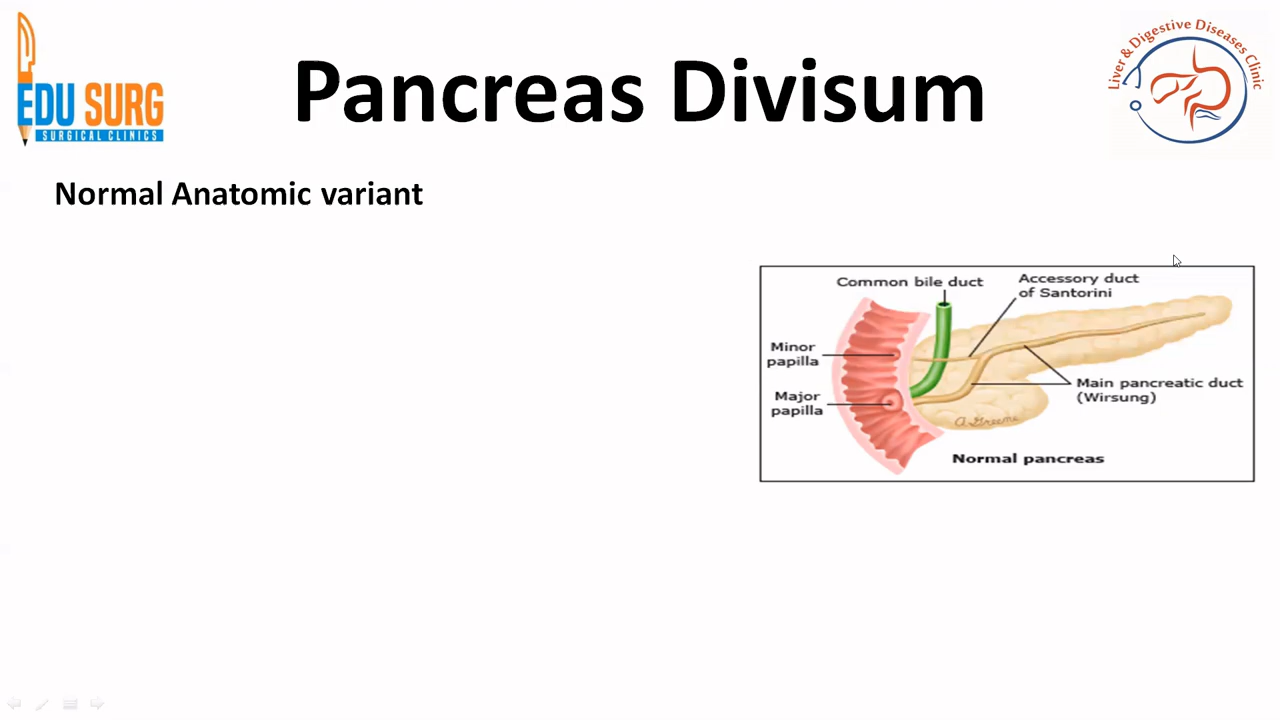 EDU SURG
SURGICAL CLINICS
Pancreas Divisum
Liver & Digestive Diseases Clinic
Normal Anatomic variant
Common bile duct
Accessory duct
of Santorini
Minor
papilla
Major
papilla
Main pancreatic duct
(Wirsung)
A. Greene
Normal pancreas